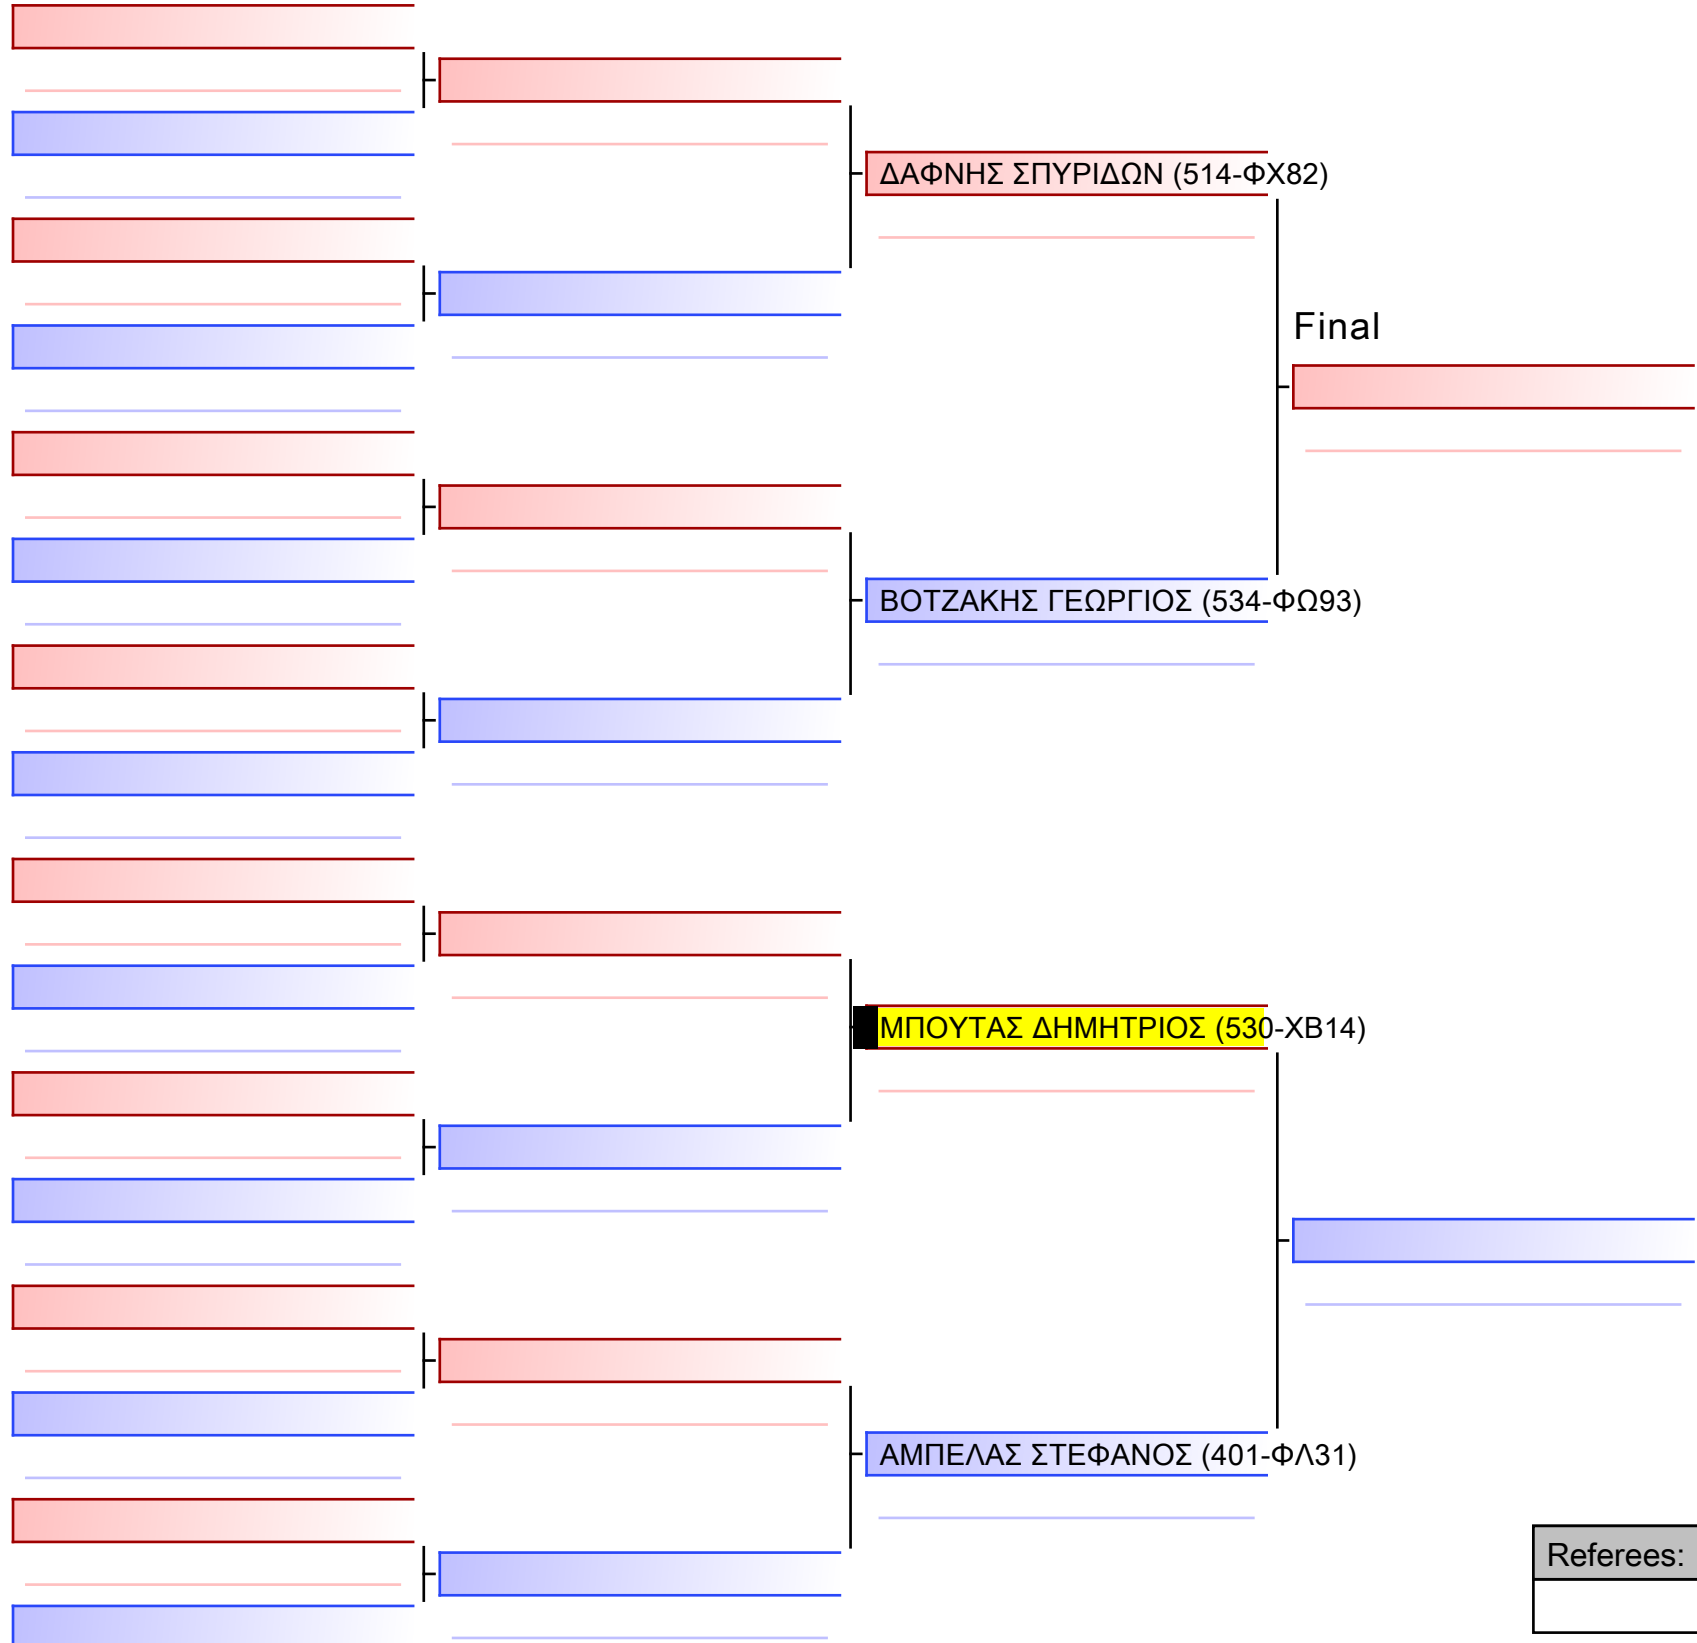 ΔΑΦΝΗΣ ΣΠΥΡΙΔΩΝ (514-ΦΧ82)
Final
ΒΟΤΖΑΚΗΣ ΓΕΩΡΓΙΟΣ (534-ΦΩ93)
ΜΠΟΥΤΑΣ ΔΗΜΗΤΡΙΟΣ (530-ΧΒ14)
ΑΜΠΕΛΑΣ ΣΤΕΦΑΝΟΣ (401-ΦΛ31)
Referees: